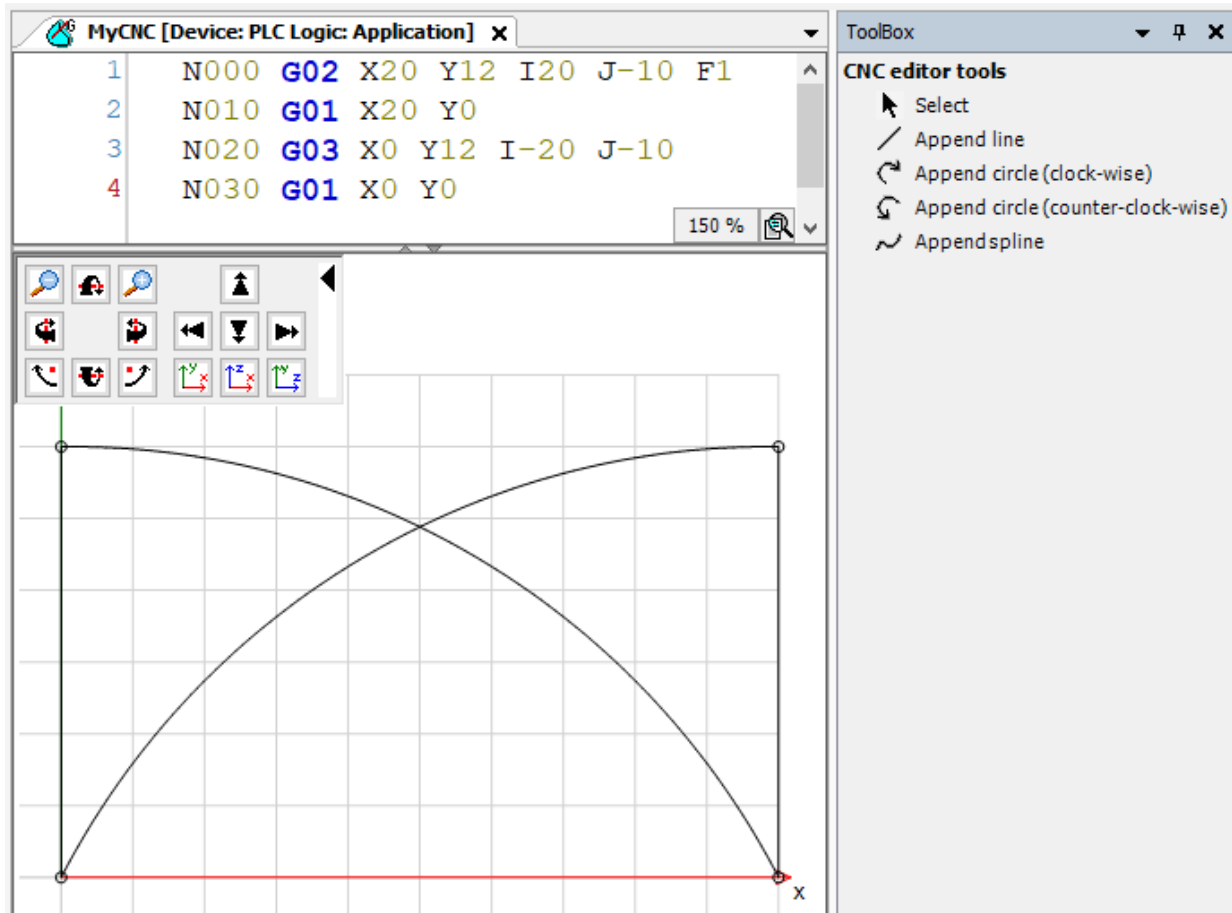 MyCNC [Device: PLC Logic: Application]
1 N000 G02 X20 Y12 I20 J-10 F1
2 N010 G01 X20 Y0
3 N020 G03 X0 Y12 I-20 J-10
4 N030 G01 X0 Y0
150 %
y x z x y z
x
ToolBox
CNC editor tools
Select
Append line
Append circle (clock-wise)
Append circle (counter-clock-wise)
Append spline